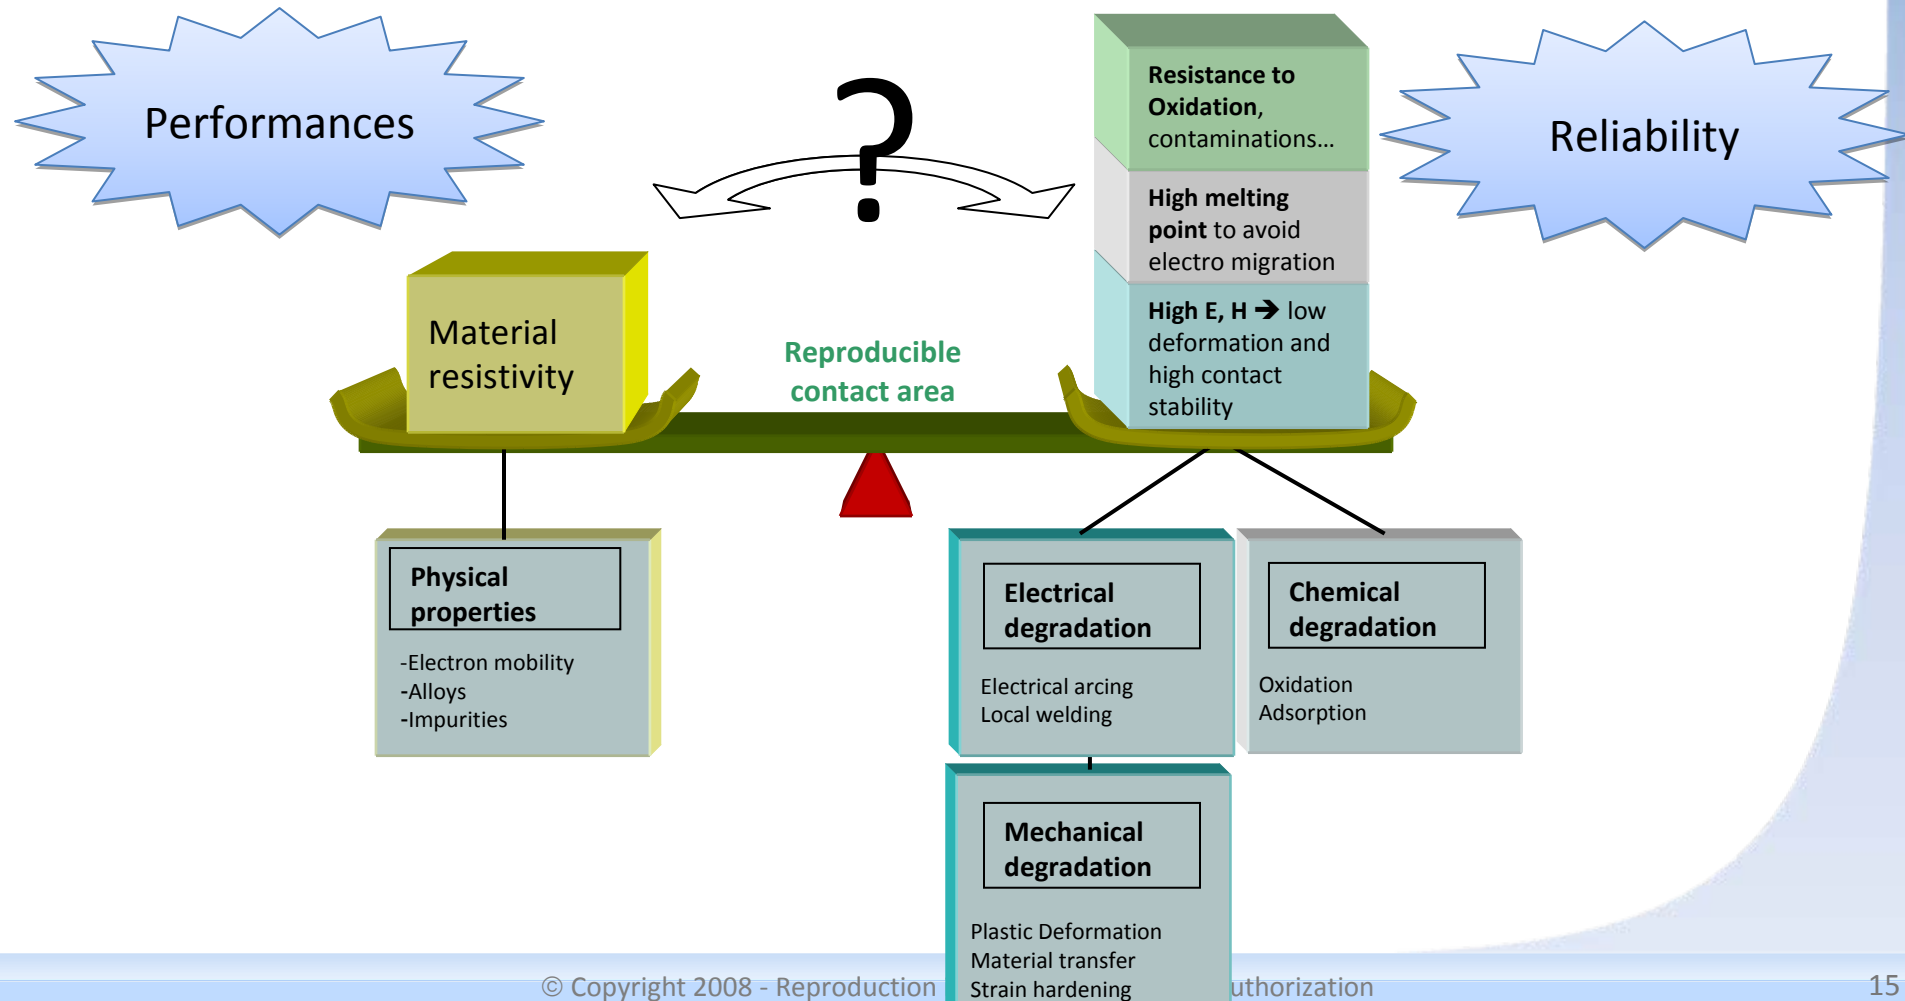 Performances
?
Resistance to
Oxidation,
contaminations...
High melting
point to avoid
electro migration
High E, H ➔ low
deformation and
high contact
stability
Reliability
Material
resistivity
Reproducible
contact area
Physical
properties
-Electron mobility
-Alloys
-Impurities
Electrical
degradation
Electrical arcing
Local welding
Chemical
degradation
Oxidation
Adsorption
Mechanical
degradation
Plastic Deformation
Material transfer
Strain hardening
© Copyright 2008 - Reproduction uthorization
15